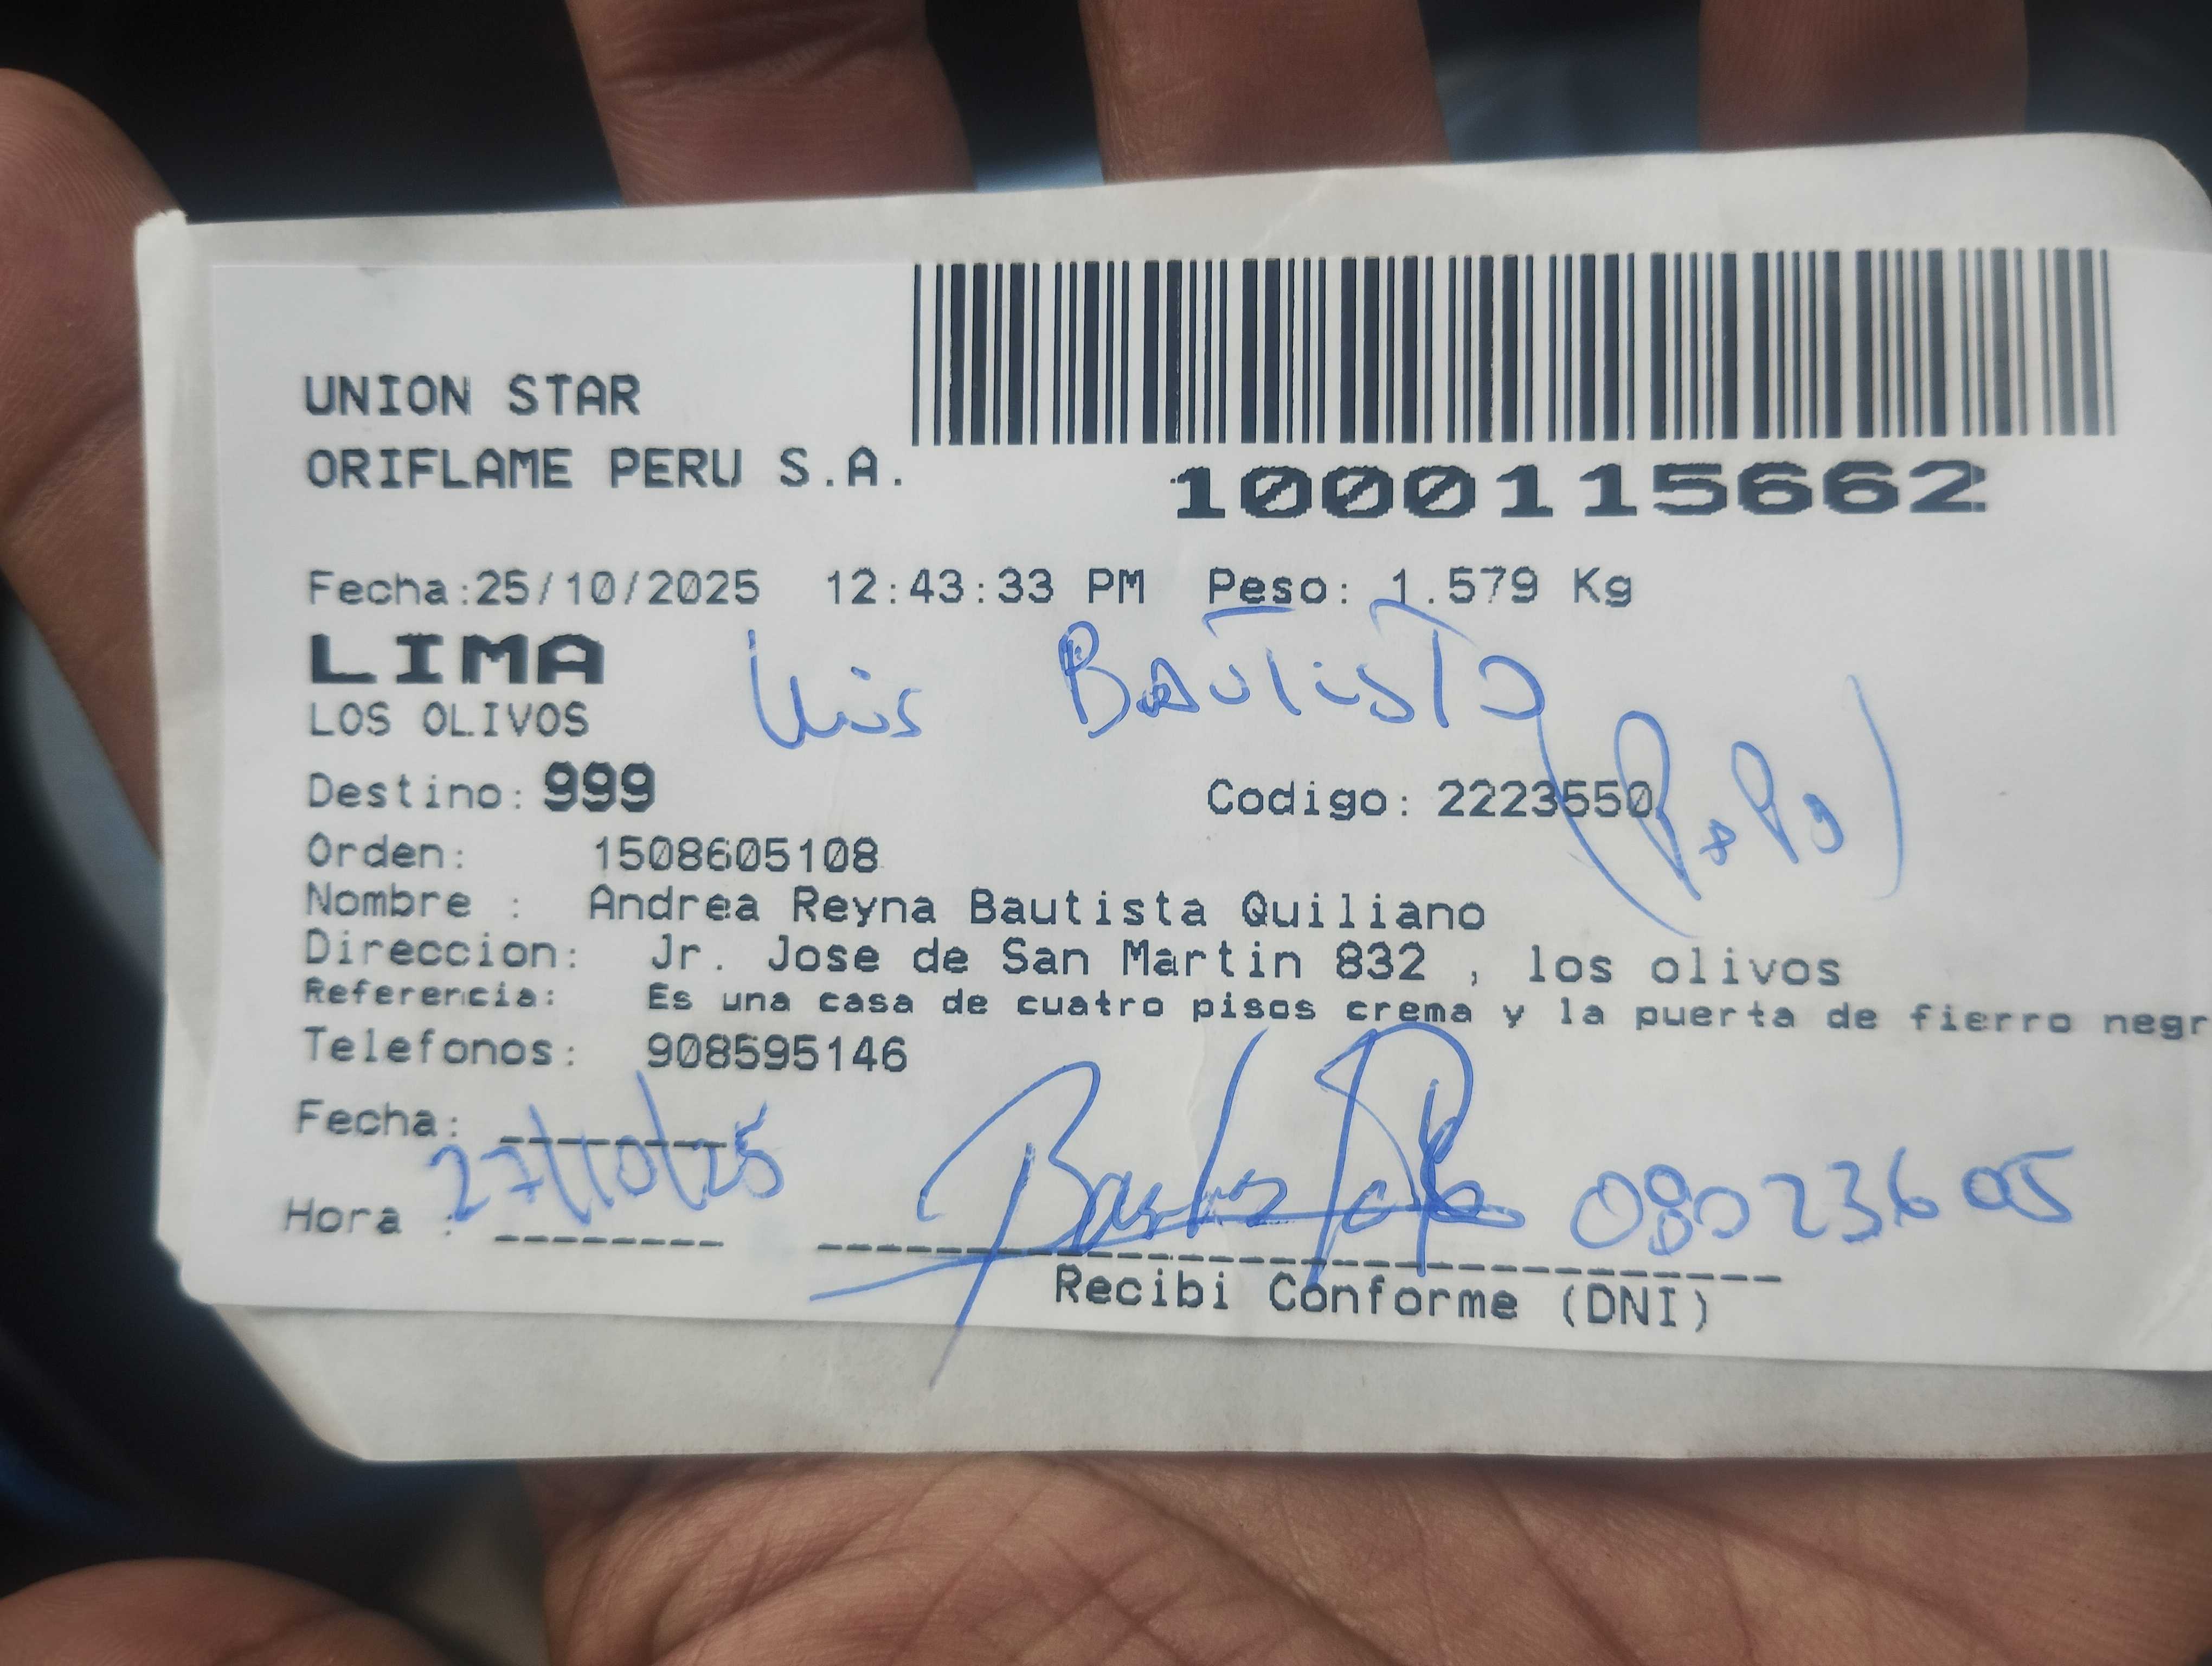 UNION STAR
ORIFLAME PERU S.A.
1000115662
Fecha:25/10/2025 12:43:33 PM Peso: 1.579 Kg
LIMA
Luis Bautista
LOS OLIVOS
(PaPa)
Destino: 999 Codigo: 2223550
Orden: 1508605108
Nombre : Andrea Reyna Bautista Quiliano
Direccion: Jr. Jose de San Martin 832 , los olivos
Referencia: Es una casa de cuatro pisos crema y la puerta de fierro negr
Telefonos: 908595146
Fecha: 27/10/25
Hora : 08023605
Recibi Conforme (DNI)